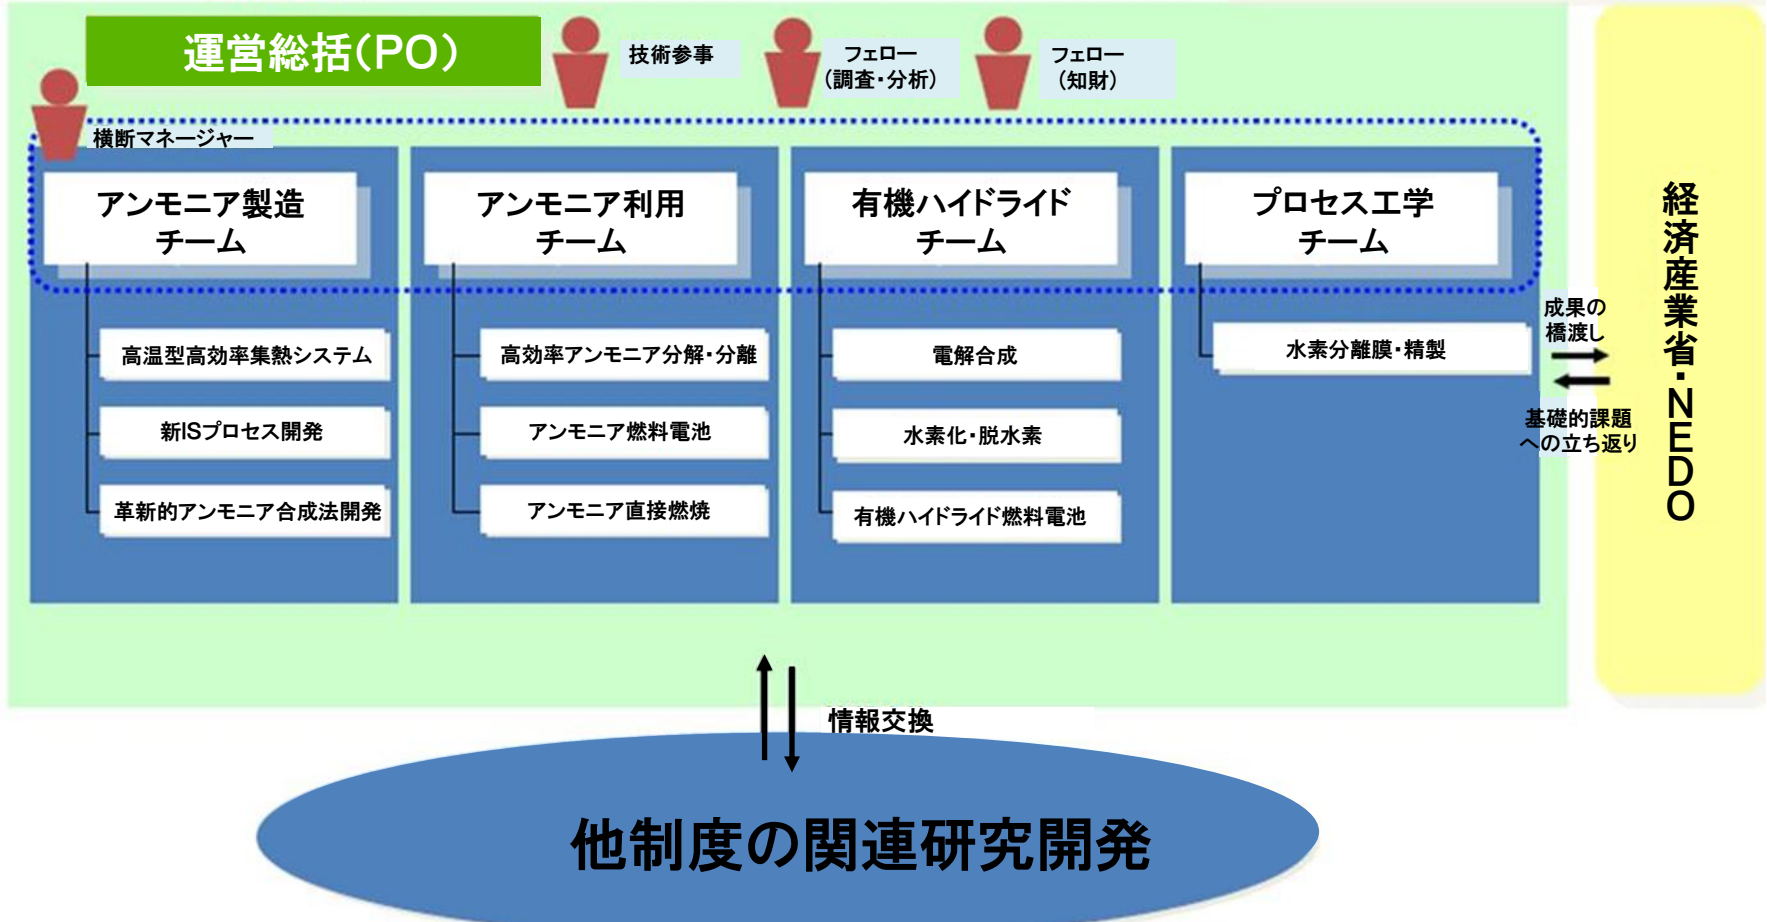 運営総括(PO)
技術参事
フェロー
(調査・分析)
フェロー
(知財)
横断マネージャー
アンモニア製造
チーム
高温型高効率集熱システム
新ISプロセス開発
革新的アンモニア合成法開発
アンモニア利用
チーム
高効率アンモニア分解・分離
アンモニア燃料電池
アンモニア直接燃焼
有機ハイドライド
チーム
電解合成
水素化・脱水素
有機ハイドライド燃料電池
プロセス工学
チーム
水素分離膜・精製
成果の
橋渡し
基礎的課題
への立ち返り
経済産業省・NEDO
情報交換
他制度の関連研究開発